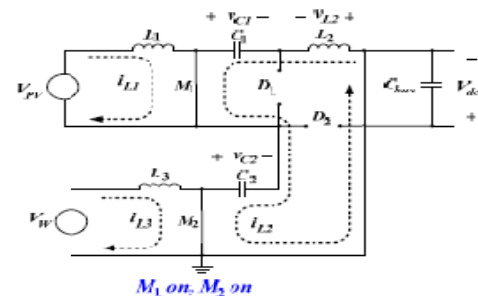 + vC1 − − vL2 +
L1 C1 L2
VPV iL1 M1 D1 Cbus Vdc
−
+
D2
+ vC2 −
L3 C2
VW iL3 M2 iL2
M1 on, M2 on